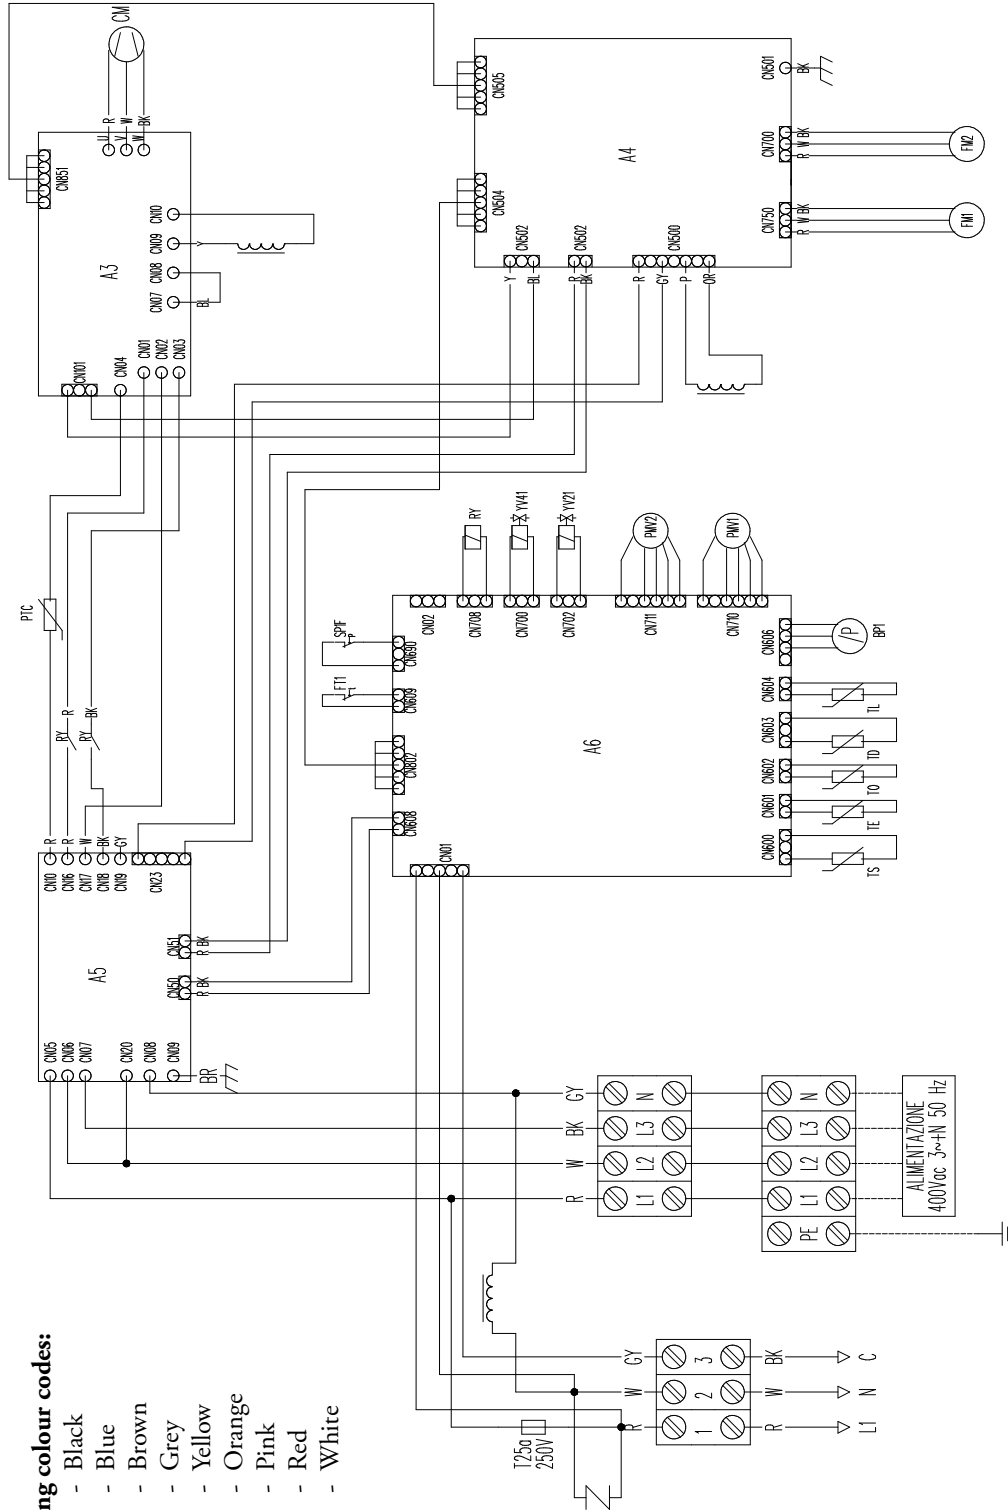 ng colour codes:
- Black
- Blue
- Brown
- Grey
- Yellow
- Orange
- Pink
- Red
- White
CM
U R
V W
W BK
CN851
A3
CN10
CN09
CN08
CN07
Y
BL
CN101
CN04
CN01
CN02
CN03
CN505
CN504
A4
CN501
BK
CN700
R W BK
FM2
CN750
R W BK
FM1
CN502
Y
BL
CN502
R
BK
CN500
R
GY
P
OR
PTC
RY R
RY BK
R
R
W
BK
GY
CN10
CN16
CN17
CN18
CN19
CN23
A5
CN51
R BK
CN50
R BK
CN05
CN06
CN07
CN20
CN08
CN09
BR
SP1F
CN690
FT1
CN609
CN802
CN608
CN01
A6
CN02
CN708
RY
CN700
YV41
CN702
YV21
CN711
PMV2
CN710
PMV1
CN606
/P
BP1
CN604
TL
CN603
TD
CN602
TO
CN601
TE
CN600
TS
GY
BK
W
R
N
L3
L2
L1
N
L3
L2
L1
PE
ALIMENTAZIONE
400Vac 3~+N 50 Hz
T25a
250V
GY
W
R
3
2
1
BK
W
R
C
N
L1